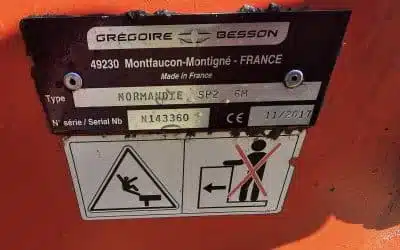 GRÉGOIRE BESSON
49230 Montfaucon-Montigné - FRANCE
Made in France
Type NORMANDIE SP2 6M
N° série / Serial Nb N143360 CE 11/2017